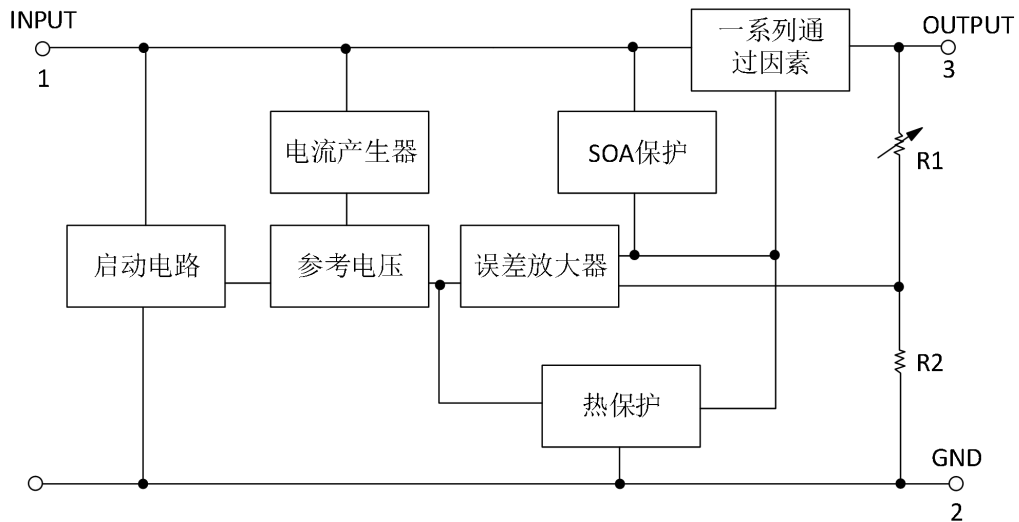 INPUT
1
一系列通
过因素
OUTPUT
3
电流产生器
SOA保护
R1
启动电路
参考电压
误差放大器
R2
热保护
GND
2